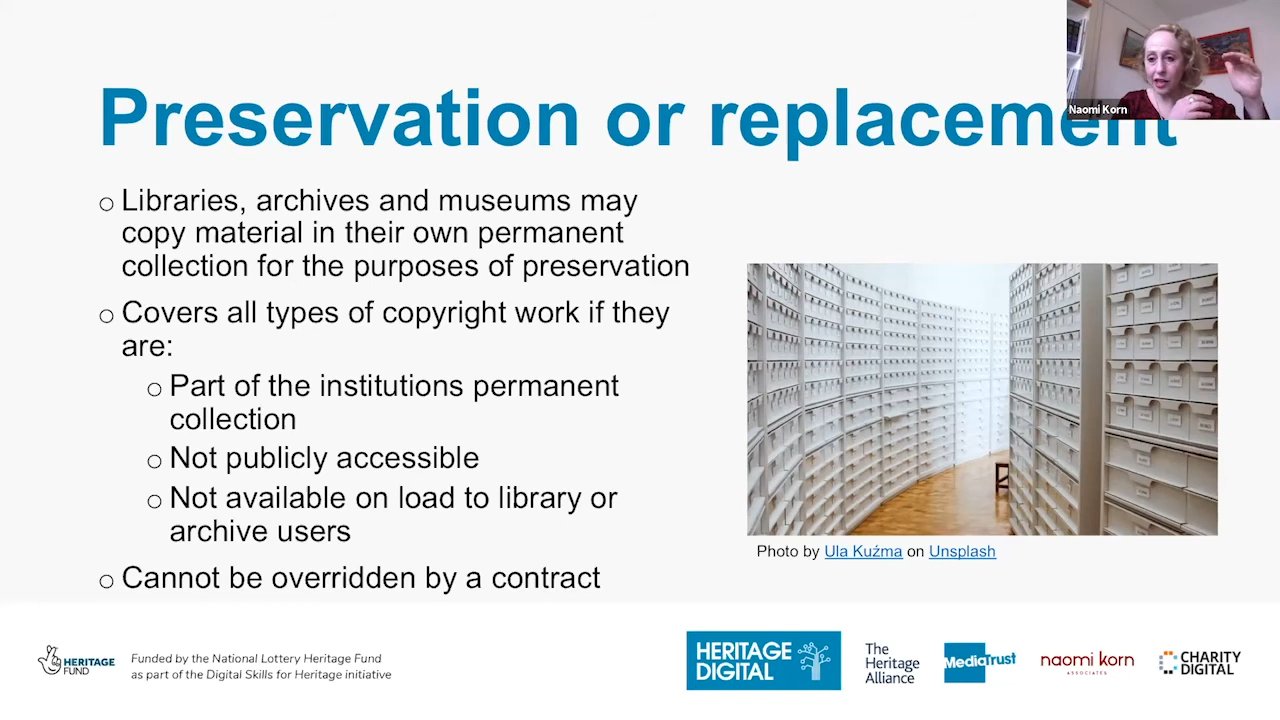 Preservation or replacement
Naomi Korn
o Libraries, archives and museums may
copy material in their own permanent
collection for the purposes of preservation
o Covers all types of copyright work if they
are:
o Part of the institutions permanent
collection
o Not publicly accessible
o Not available on load to library or
archive users
o Cannot be overridden by a contract
Photo by Ula Kuźma on Unsplash
HERITAGE
FUND
Funded by the National Lottery Heritage Fund
as part of the Digital Skills for Heritage initiative
HERITAGE
DIGITAL
The
Heritage
Alliance
MediaTrust
naomi korn
ASSOCIATES
CHARITY
DIGITAL